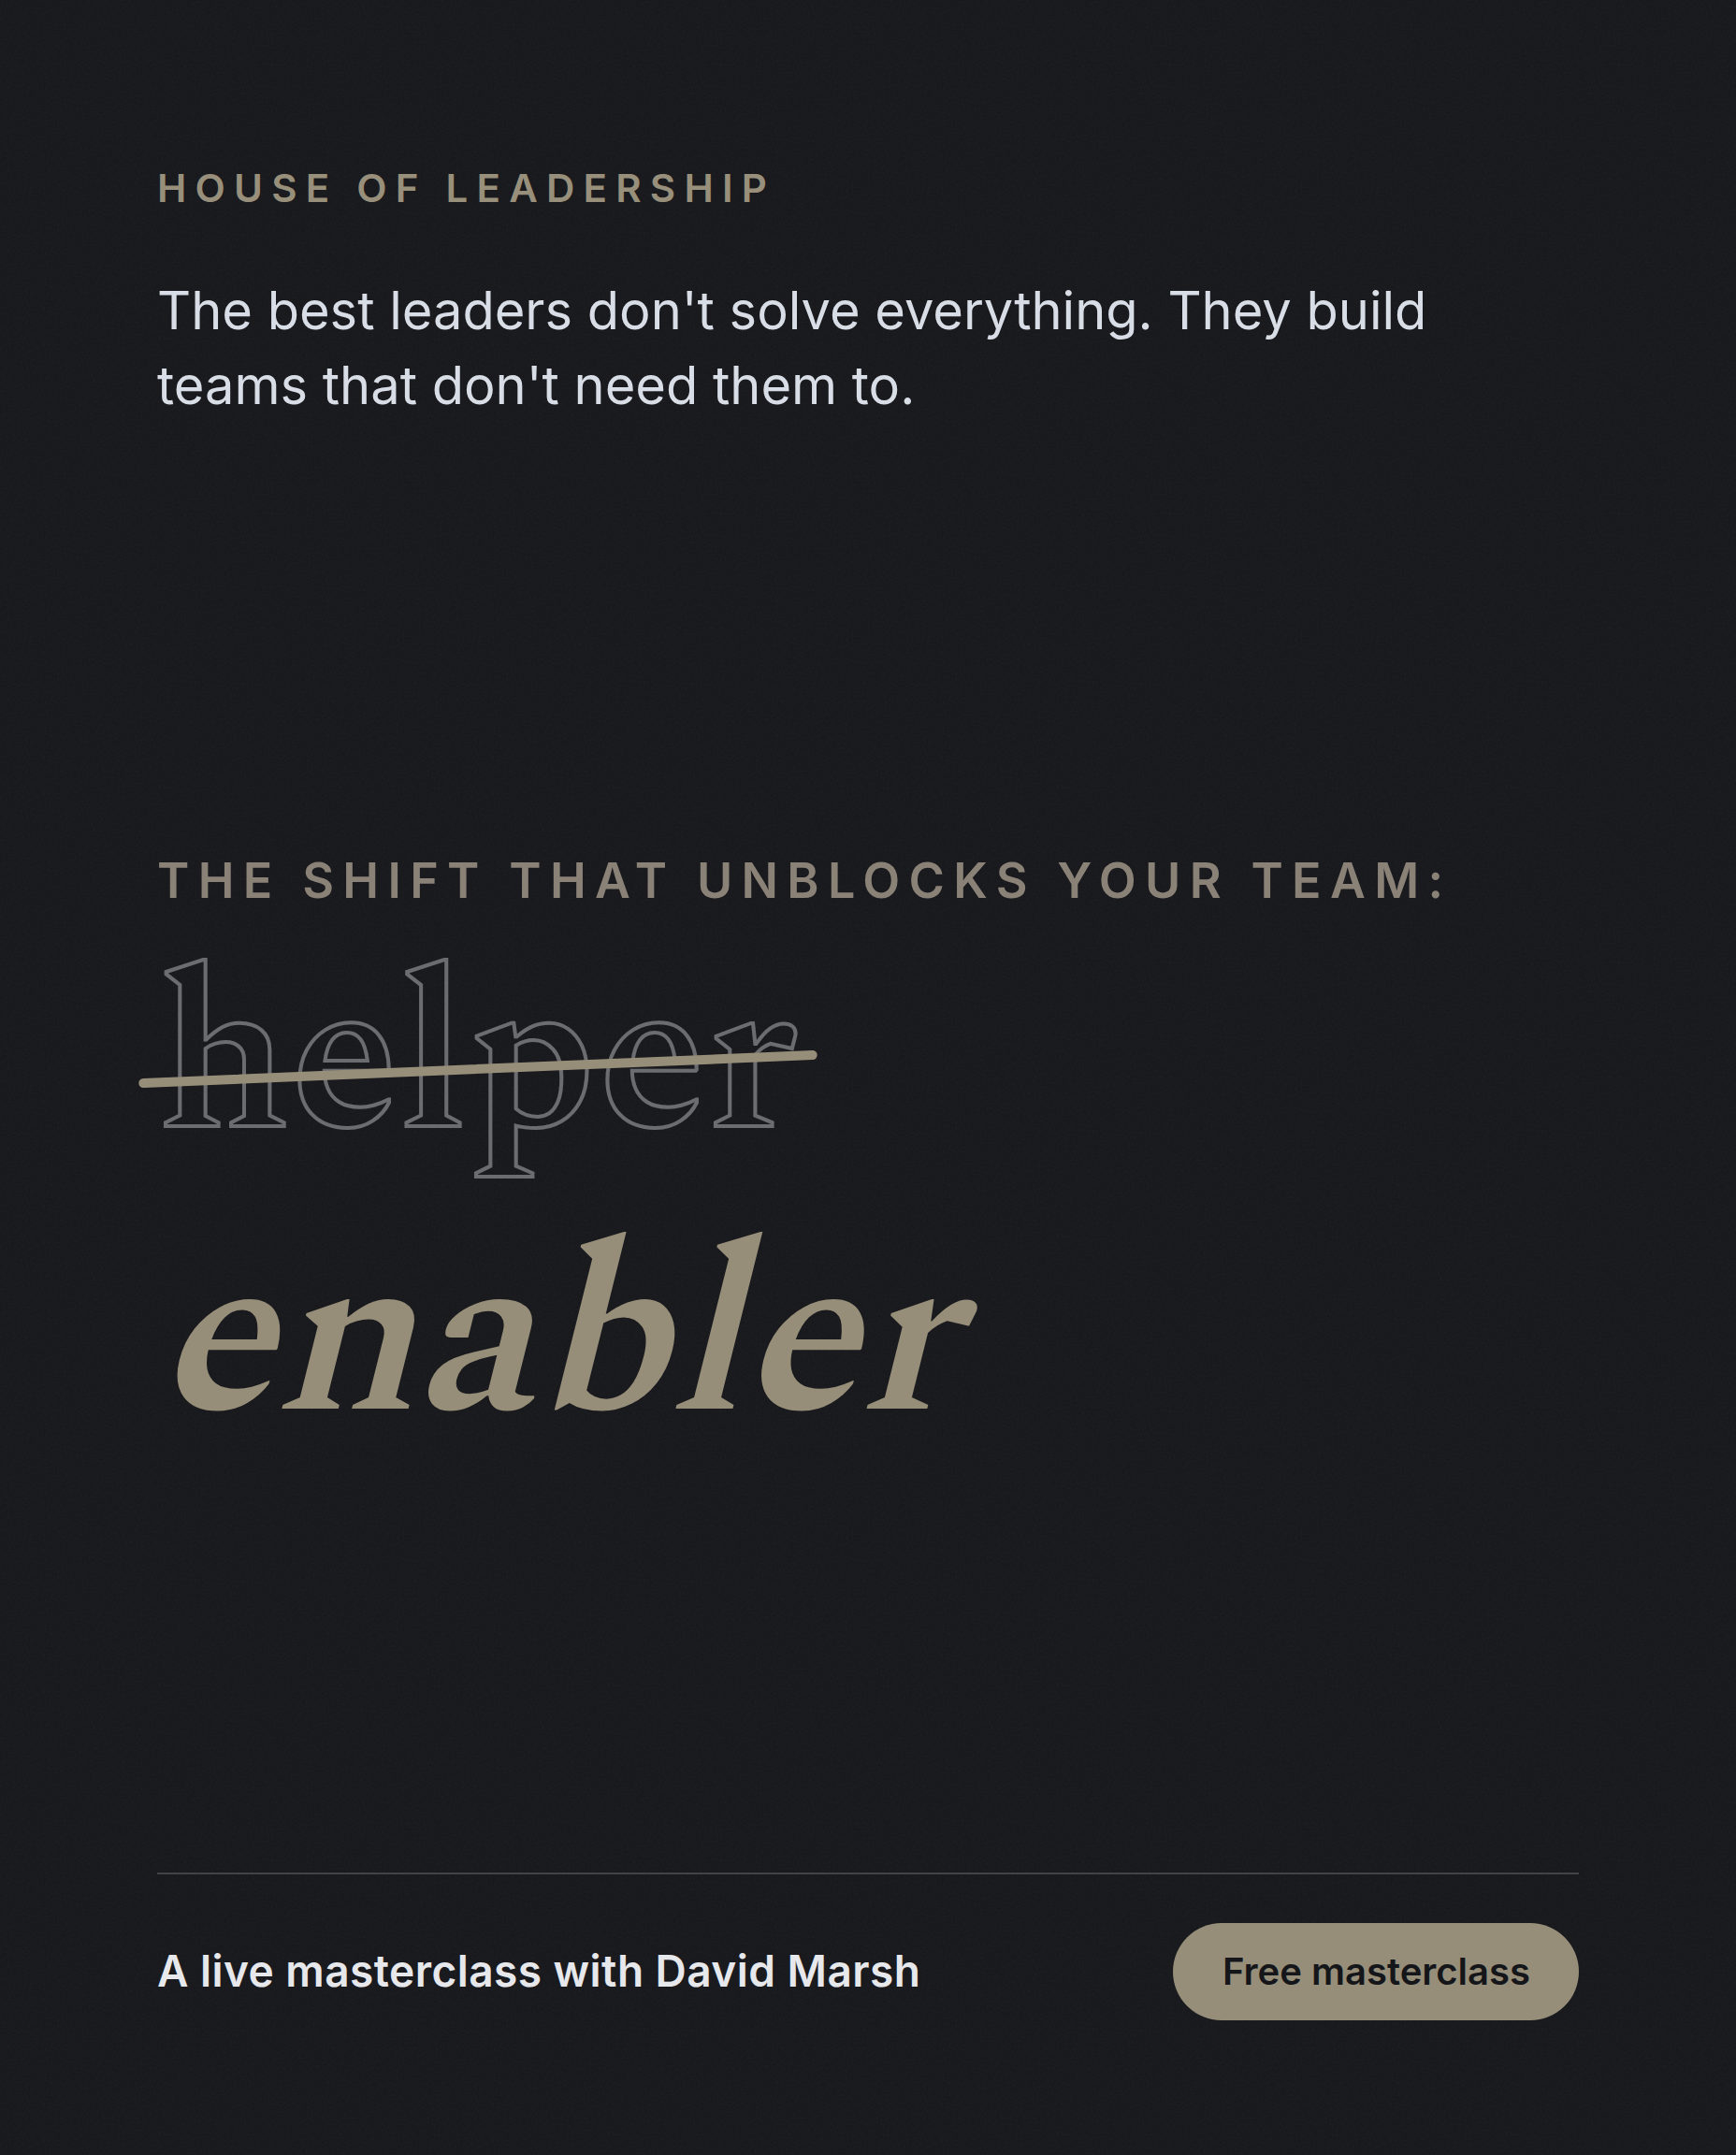 HOUSE OF LEADERSHIP
The best leaders don't solve everything. They build
teams that don't need them to.
THE SHIFT THAT UNBLOCKS YOUR TEAM:
helper
enabler
A live masterclass with David Marsh
Free masterclass